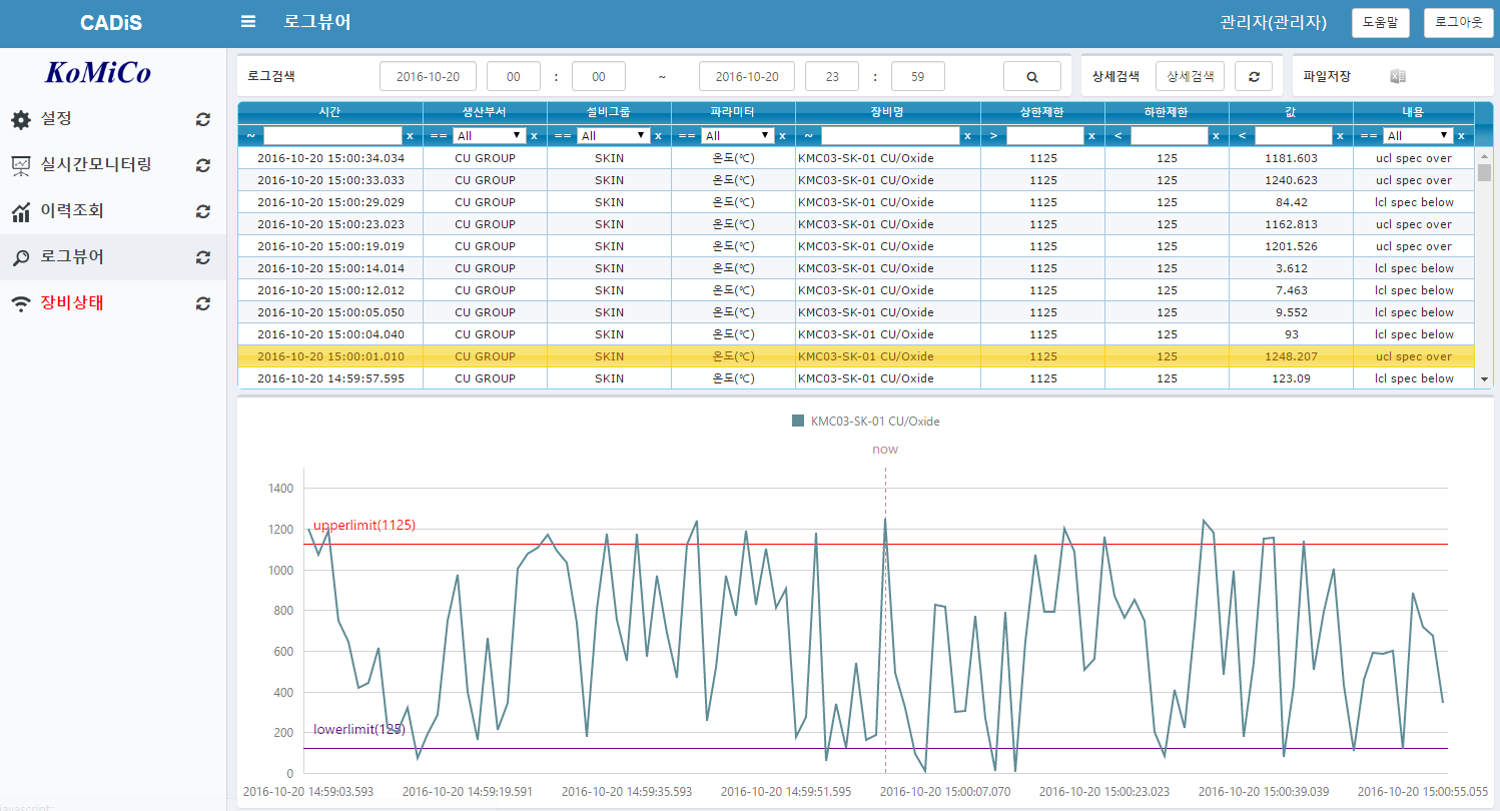 CADiS 로그뷰어 관리자(관리자) 도움말 로그아웃
KoMiCo
설정
실시간모니터링
이력조회
로그뷰어
장비상태
로그검색 2016-10-20 00 : 00 ~ 2016-10-20 23 : 59 상세검색 상세검색 파일저장
시간 생산부서 설비그룹 파라미터 장비명 상한제한 하한제한 값 내용
~ x == All x == All x == All x ~ x > x < x < x == All x
2016-10-20 15:00:34.034 CU GROUP SKIN 온도(℃) KMC03-SK-01 CU/Oxide 1125 125 1181.603 ucl spec over
2016-10-20 15:00:33.033 CU GROUP SKIN 온도(℃) KMC03-SK-01 CU/Oxide 1125 125 1240.623 ucl spec over
2016-10-20 15:00:29.029 CU GROUP SKIN 온도(℃) KMC03-SK-01 CU/Oxide 1125 125 84.42 lcl spec below
2016-10-20 15:00:23.023 CU GROUP SKIN 온도(℃) KMC03-SK-01 CU/Oxide 1125 125 1162.813 ucl spec over
2016-10-20 15:00:19.019 CU GROUP SKIN 온도(℃) KMC03-SK-01 CU/Oxide 1125 125 1201.526 ucl spec over
2016-10-20 15:00:14.014 CU GROUP SKIN 온도(℃) KMC03-SK-01 CU/Oxide 1125 125 3.612 lcl spec below
2016-10-20 15:00:12.012 CU GROUP SKIN 온도(℃) KMC03-SK-01 CU/Oxide 1125 125 7.463 lcl spec below
2016-10-20 15:00:05.050 CU GROUP SKIN 온도(℃) KMC03-SK-01 CU/Oxide 1125 125 9.552 lcl spec below
2016-10-20 15:00:04.040 CU GROUP SKIN 온도(℃) KMC03-SK-01 CU/Oxide 1125 125 93 lcl spec below
2016-10-20 15:00:01.010 CU GROUP SKIN 온도(℃) KMC03-SK-01 CU/Oxide 1125 125 1248.207 ucl spec over
2016-10-20 14:59:57.595 CU GROUP SKIN 온도(℃) KMC03-SK-01 CU/Oxide 1125 125 123.09 lcl spec below
KMC03-SK-01 CU/Oxide
now
1400
1200
upperlimit(1125)
1000
800
600
400
200
lowerlimit(125)
0
2016-10-20 14:59:03.593 2016-10-20 14:59:19.591 2016-10-20 14:59:35.593 2016-10-20 14:59:51.595 2016-10-20 15:00:07.070 2016-10-20 15:00:23.023 2016-10-20 15:00:39.039 2016-10-20 15:00:55.055
javascript: